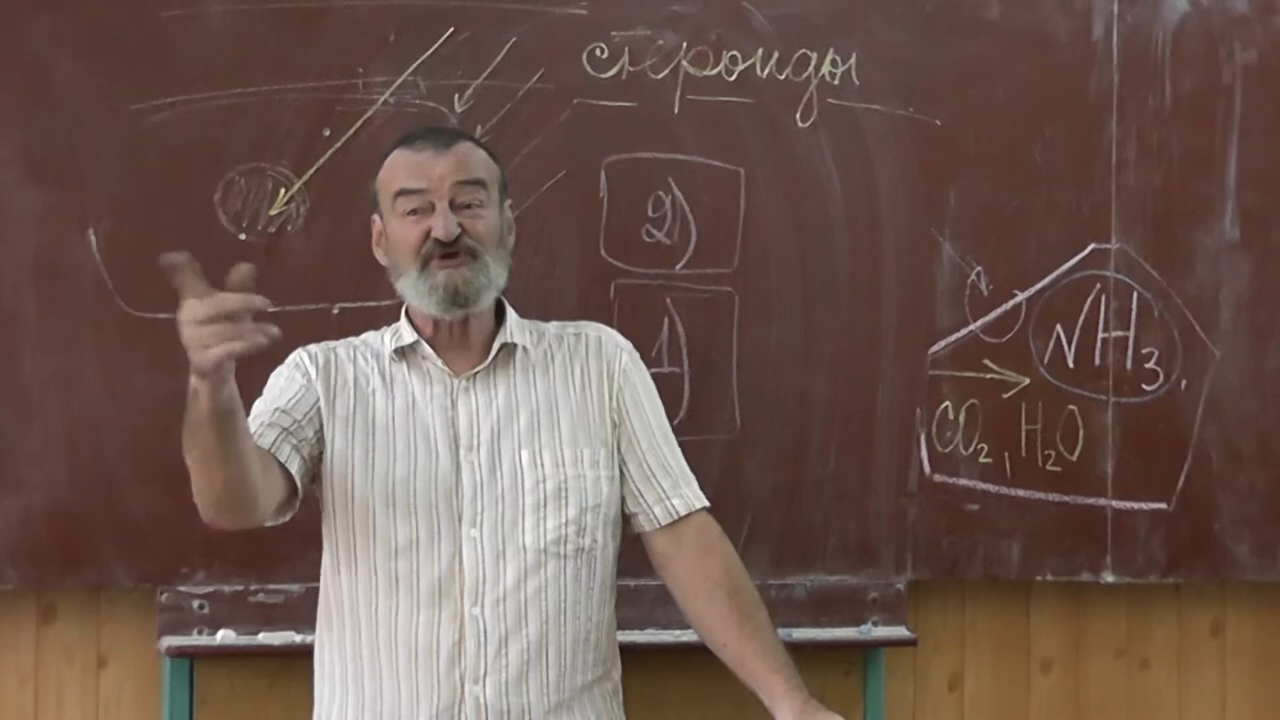 стероиды
2)
1)
NH₃.
CO₂, H₂O